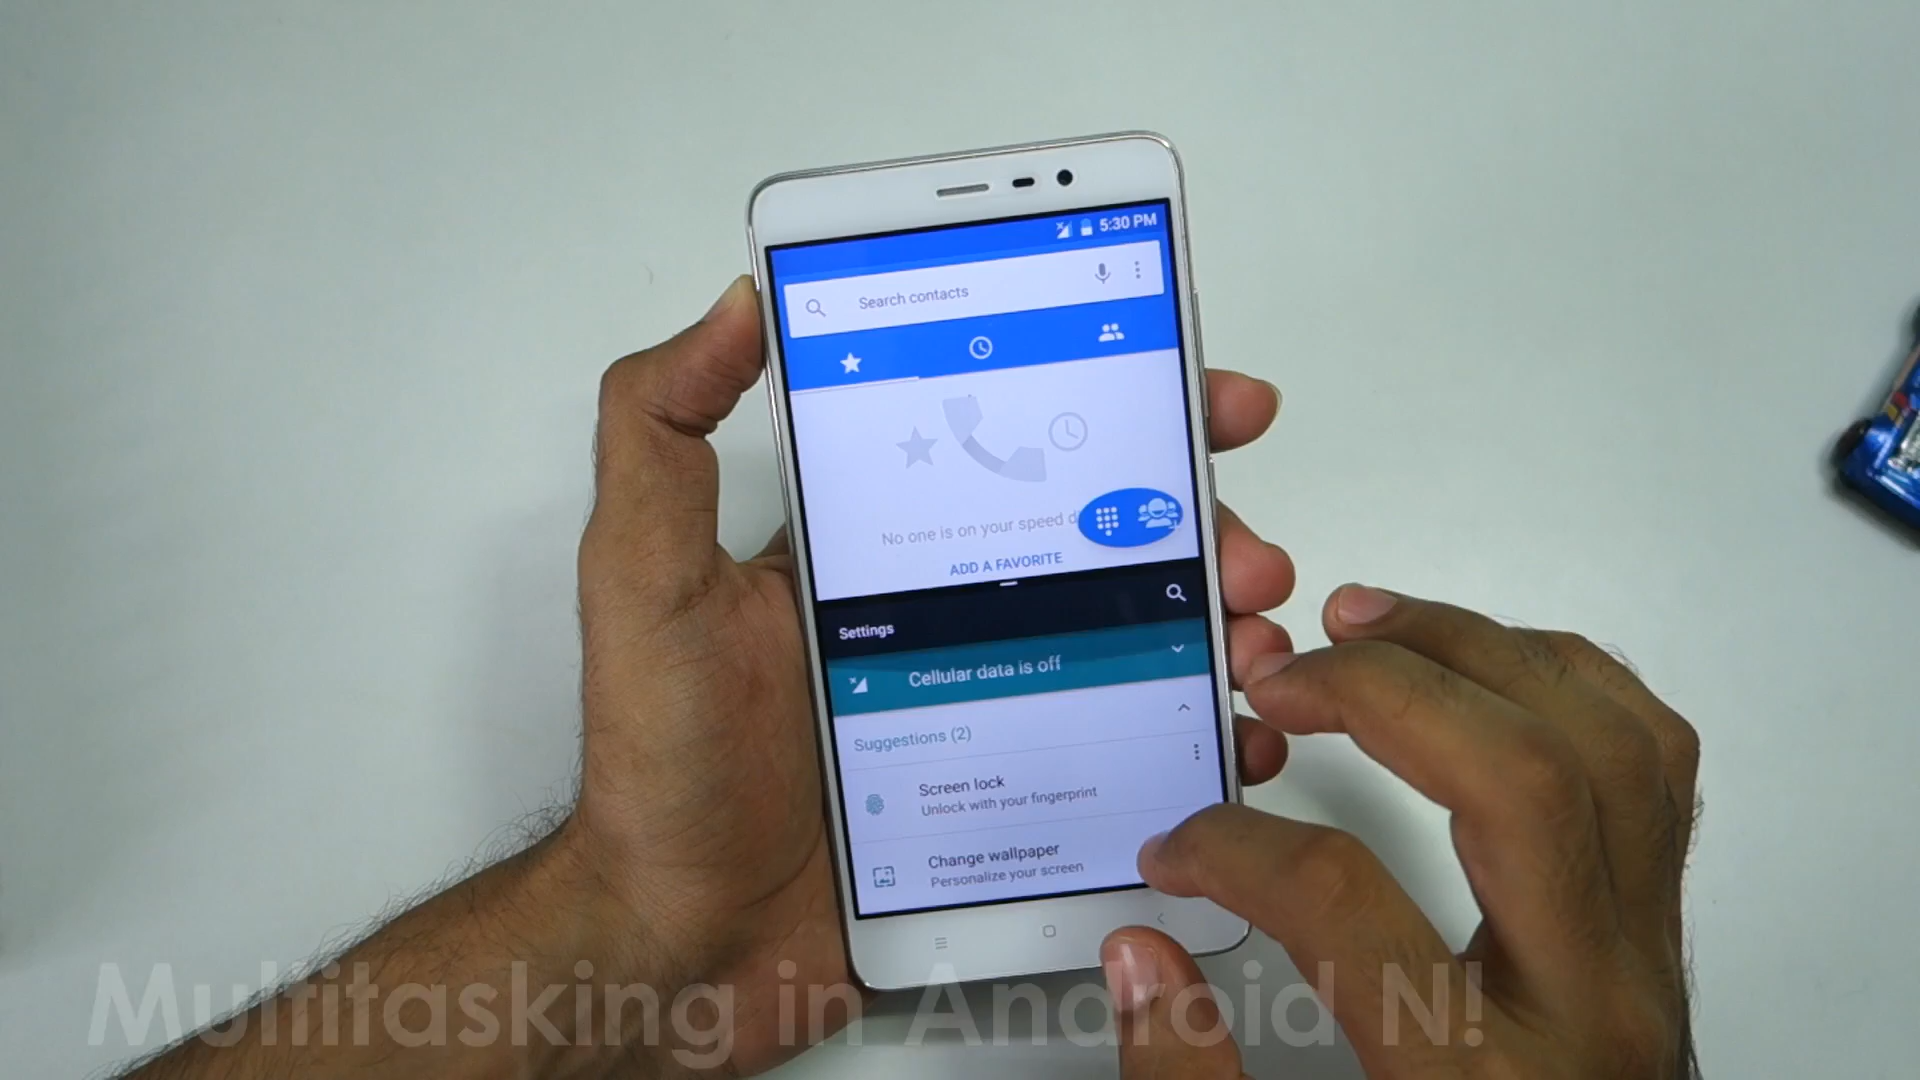 5:30 PM
Search contacts
No one is on your speed d
ADD A FAVORITE
Settings
Cellular data is off
Suggestions (2)
Screen lock
Unlock with your fingerprint
Change wallpaper
Personalize your screen
Multitasking in Android N!